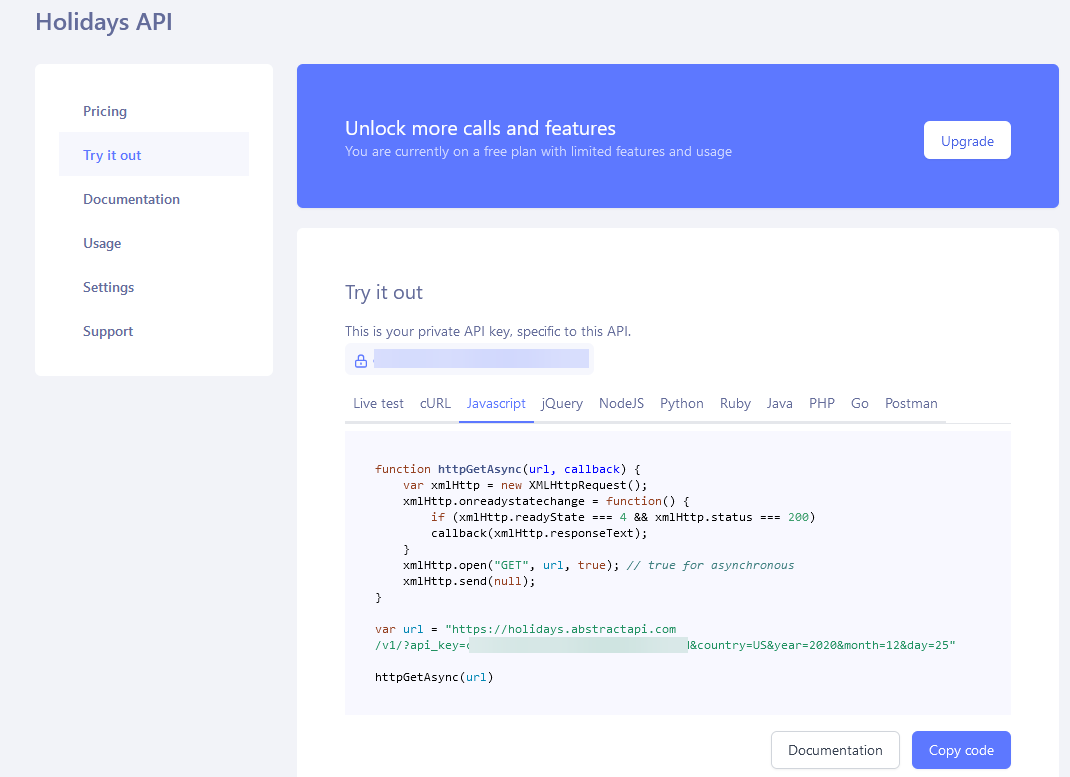 Holidays API
Pricing
Try it out
Documentation
Usage
Settings
Support
Unlock more calls and features
You are currently on a free plan with limited features and usage
Upgrade
Try it out
This is your private API key, specific to this API.
Live test cURL Javascript jQuery NodeJS Python Ruby Java PHP Go Postman
function httpGetAsync(url, callback) {
    var xmlHttp = new XMLHttpRequest();
    xmlHttp.onreadystatechange = function() {
        if (xmlHttp.readyState === 4 && xmlHttp.status === 200)
        callback(xmlHttp.responseText);
    }
    xmlHttp.open("GET", url, true); // true for asynchronous
    xmlHttp.send(null);
}
var url = "https://holidays.abstractapi.com
/v1/?api_key= &country=US&year=2020&month=12&day=25"
httpGetAsync(url)
Documentation
Copy code